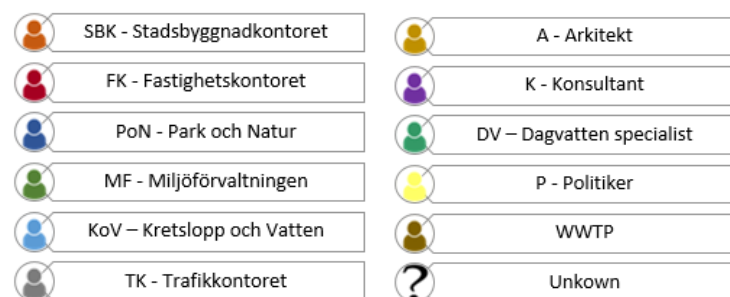 SBK - Stadsbyggnadkontoret
FK - Fastighetskontoret
PoN - Park och Natur
MF - Miljöförvaltningen
KoV – Kretslopp och Vatten
TK - Trafikkontoret
A - Arkitekt
K - Konsultant
DV – Dagvatten specialist
P - Politiker
WWTP
?
Unkown